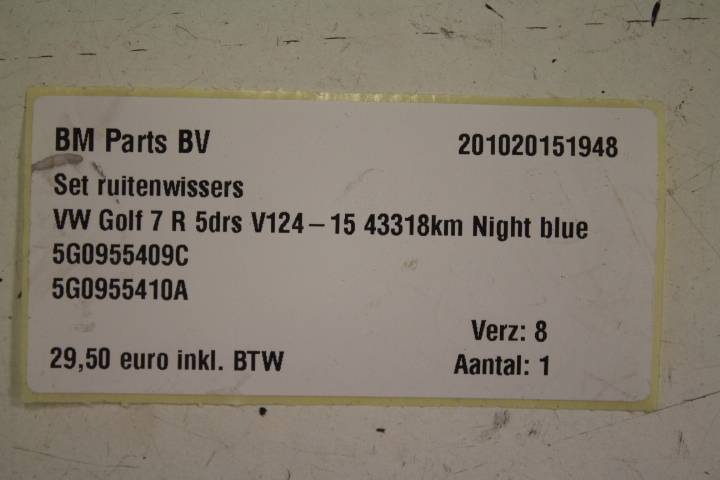 BM Parts BV 201020151948
Set ruitenwissers
VW Golf 7 R 5drs V124-15 43318km Night blue
5G0955409C
5G0955410A
Verz: 8
29,50 euro inkl. BTW Aantal: 1